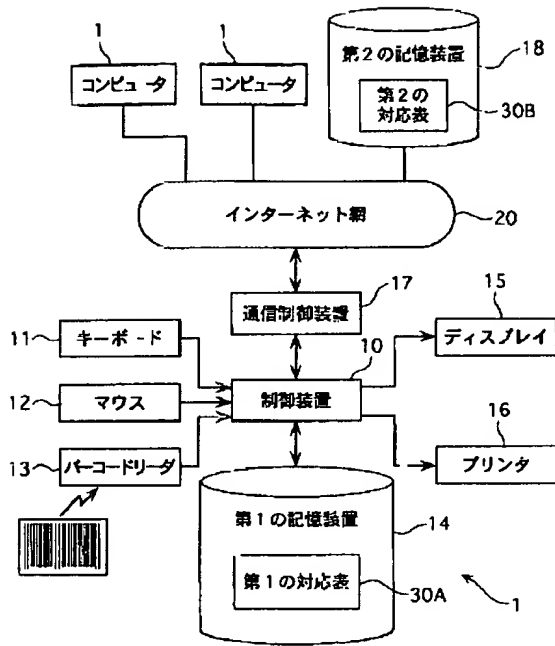 1
1
コンピュータ
コンピュータ
第2の記憶装置
18
第2の
対応表
30B
インターネット網
20
通信制御装置
17
11
キーボード
10
15
ディスプレイ
12
マウス
制御装置
13
バーコードリーダ
16
プリンタ
第1の記憶装置
14
第1の対応表
30A
1